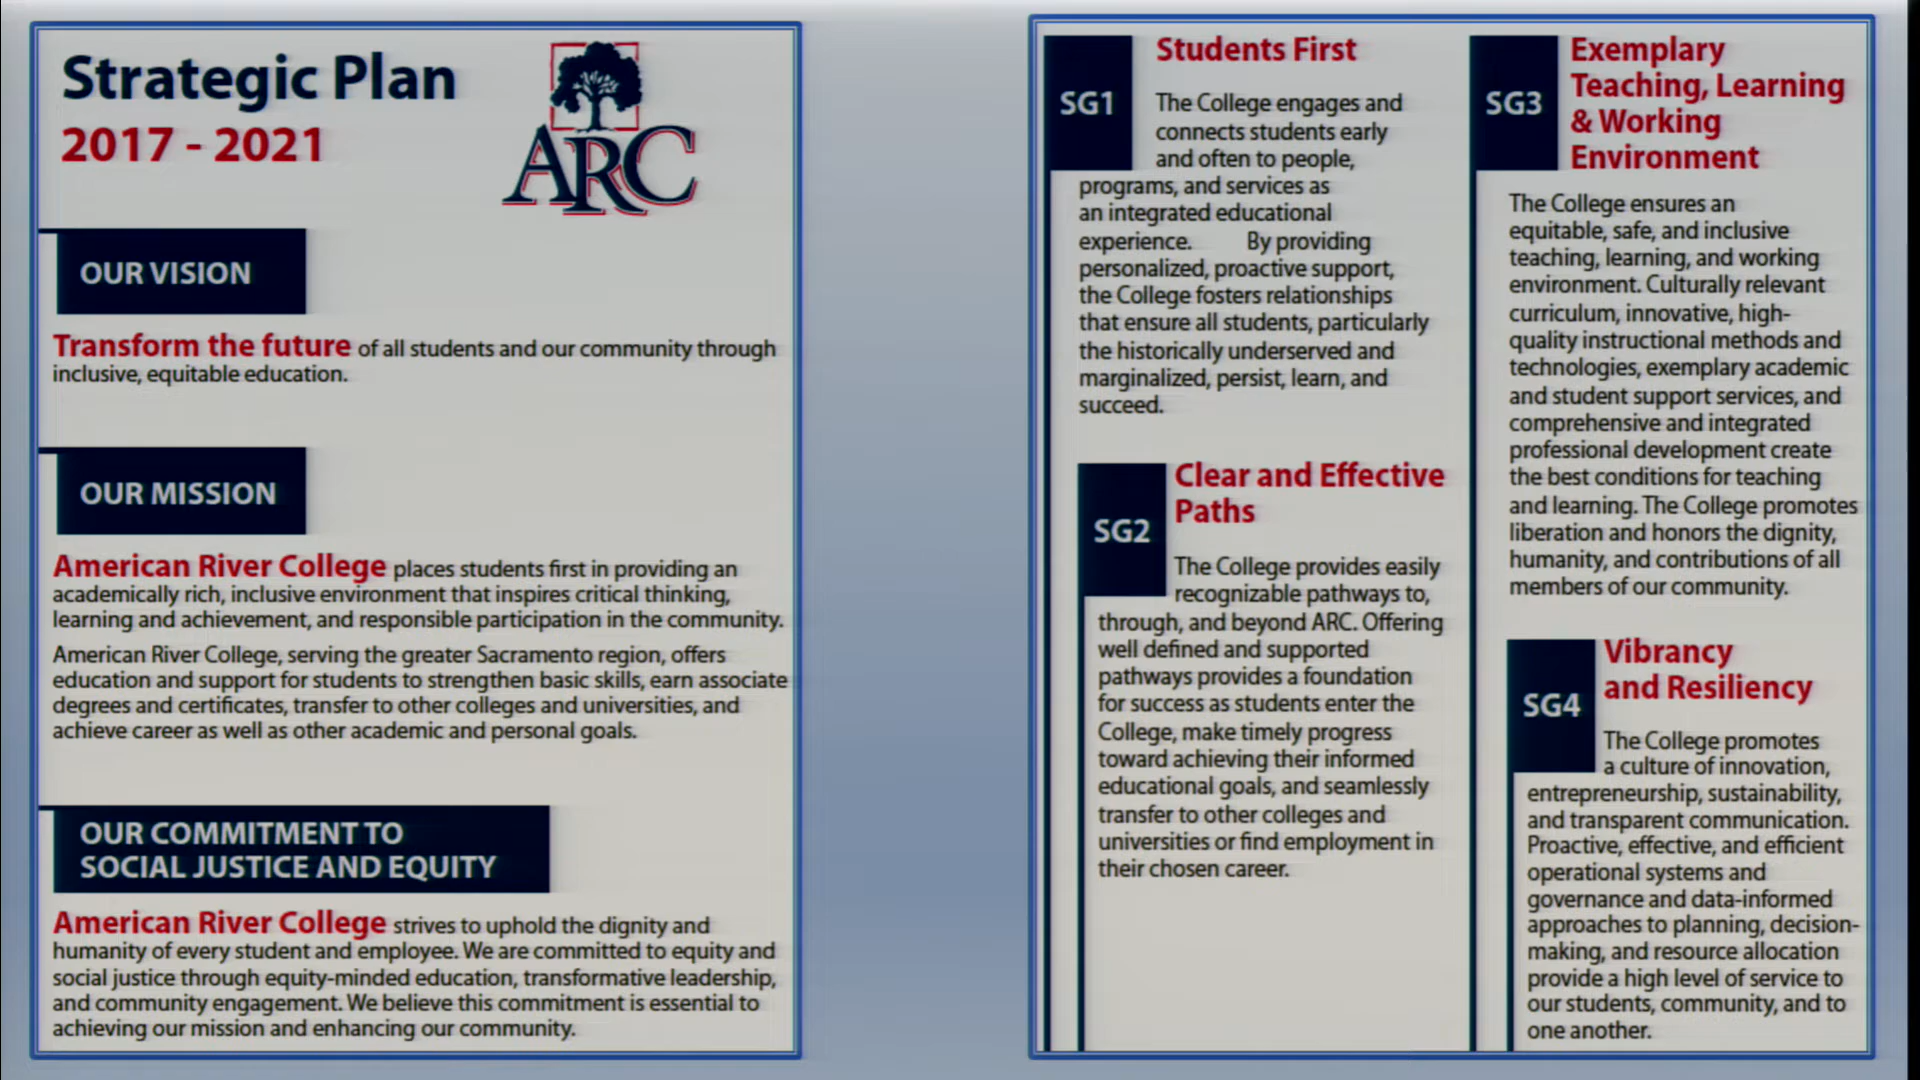 Strategic Plan
2017 - 2021
ARC
OUR VISION
Transform the future of all students and our community through
inclusive, equitable education.
OUR MISSION
American River College places students first in providing an
academically rich, inclusive environment that inspires critical thinking,
learning and achievement, and responsible participation in the community.
American River College, serving the greater Sacramento region, offers
education and support for students to strengthen basic skills, earn associate
degrees and certificates, transfer to other colleges and universities, and
achieve career as well as other academic and personal goals.
OUR COMMITMENT TO
SOCIAL JUSTICE AND EQUITY
American River College strives to uphold the dignity and
humanity of every student and employee. We are committed to equity and
social justice through equity-minded education, transformative leadership,
and community engagement. We believe this commitment is essential to
achieving our mission and enhancing our community.
SG1
Students First
The College engages and
connects students early
and often to people,
programs, and services as
an integrated educational
experience. By providing
personalized, proactive support,
the College fosters relationships
that ensure all students, particularly
the historically underserved and
marginalized, persist, learn, and
succeed.
SG2
Clear and Effective
Paths
The College provides easily
recognizable pathways to,
through, and beyond ARC. Offering
well defined and supported
pathways provides a foundation
for success as students enter the
College, make timely progress
toward achieving their informed
educational goals, and seamlessly
transfer to other colleges and
universities or find employment in
their chosen career.
SG3
Exemplary
Teaching, Learning
& Working
Environment
The College ensures an
equitable, safe, and inclusive
teaching, learning, and working
environment. Culturally relevant
curriculum, innovative, high-
quality instructional methods and
technologies, exemplary academic
and student support services, and
comprehensive and integrated
professional development create
the best conditions for teaching
and learning. The College promotes
liberation and honors the dignity,
humanity, and contributions of all
members of our community.
SG4
Vibrancy
and Resiliency
The College promotes
a culture of innovation,
entrepreneurship, sustainability,
and transparent communication.
Proactive, effective, and efficient
operational systems and
governance and data-informed
approaches to planning, decision-
making, and resource allocation
provide a high level of service to
our students, community, and to
one another.